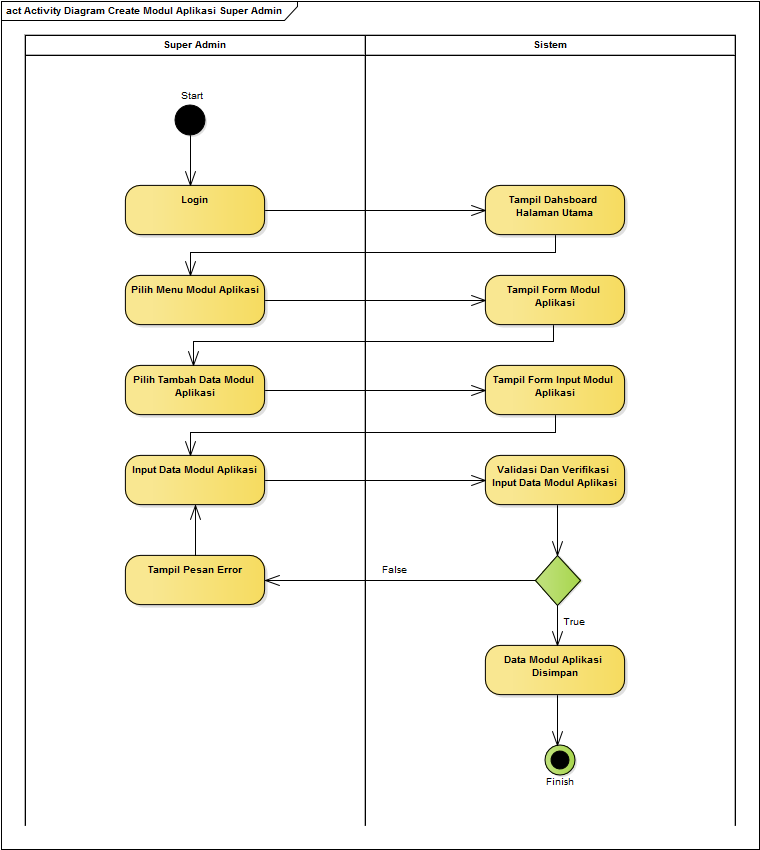 act Activity Diagram Create Modul Aplikasi Super Admin
Super Admin
Sistem
Start
Login
Tampil Dahsboard
Halaman Utama
Pilih Menu Modul Aplikasi
Tampil Form Modul
Aplikasi
Pilih Tambah Data Modul
Aplikasi
Tampil Form Input Modul
Aplikasi
Input Data Modul Aplikasi
Validasi Dan Verifikasi
Input Data Modul Aplikasi
Tampil Pesan Error
False
True
Data Modul Aplikasi
Disimpan
Finish